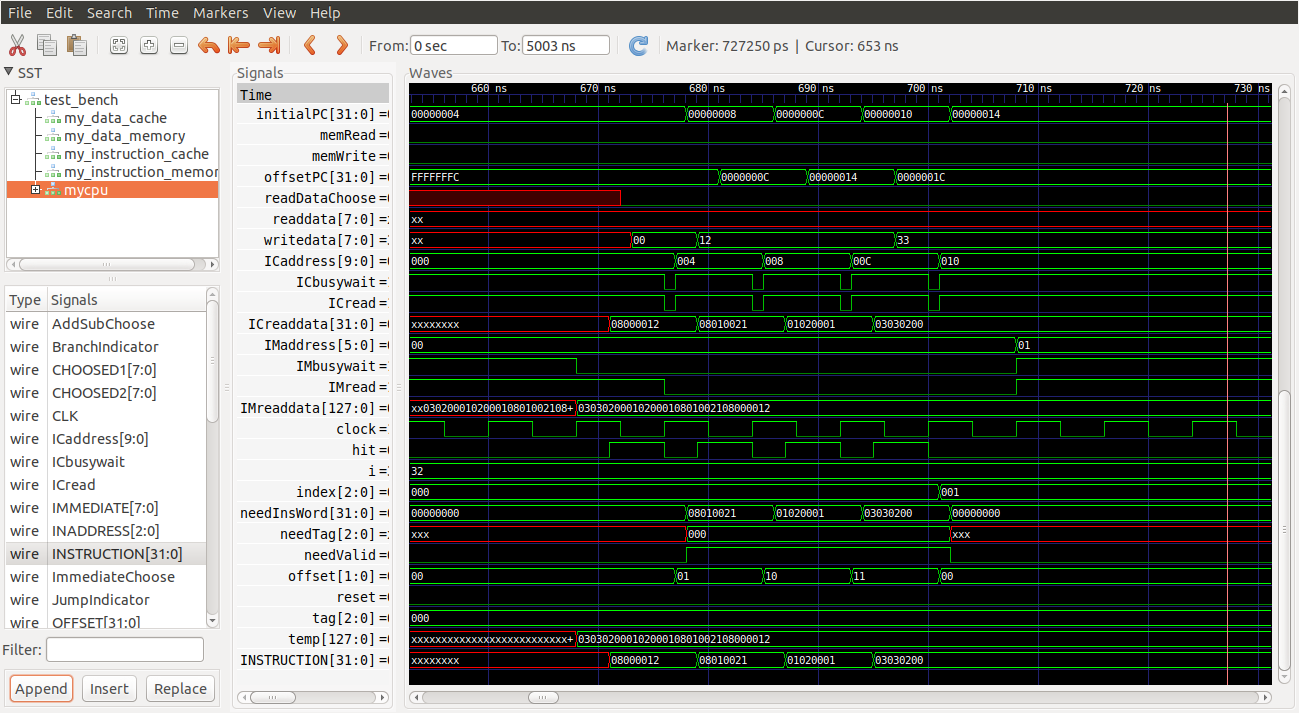 File Edit Search Time Markers View Help
From: 0 sec To: 5003 ns Marker: 727250 ps | Cursor: 653 ns
SST
test_bench
my_data_cache
my_data_memory
my_instruction_cache
my_instruction_memor
mycpu
Type Signals
wire AddSubChoose
wire BranchIndicator
wire CHOOSED1[7:0]
wire CHOOSED2[7:0]
wire CLK
wire ICaddress[9:0]
wire ICbusywait
wire ICread
wire IMMEDIATE[7:0]
wire INADDRESS[2:0]
wire INSTRUCTION[31:0]
wire ImmediateChoose
wire JumpIndicator
wire OFFSET[31:0]
Filter:
Append Insert Replace
Signals
Time
initialPC[31:0] =
memRead =
memWrite =
offsetPC[31:0] =
readDataChoose =
readdata[7:0] =
writedata[7:0] =
ICaddress[9:0] =
ICbusywait =
ICread =
ICreaddata[31:0] =
IMaddress[5:0] =
IMbusywait =
IMread =
IMreaddata[127:0] =
clock =
hit =
i =
index[2:0] =
needInsWord[31:0] =
needTag[2:0] =
needValid =
offset[1:0] =
reset =
tag[2:0] =
temp[127:0] =
INSTRUCTION[31:0] =
Waves
660 ns 670 ns 680 ns 690 ns 700 ns 710 ns 720 ns 730 ns
00000004 00000008 0000000C 00000010 00000014
FFFFFFFC 0000000C 00000014 0000001C
xx
xx 00 12 33
000 004 008 00C 010
xxxxxxxx 08000012 08010021 01020001 03030200
00 01
xx030200010200010801002108+ 03030200010200010801002108000012
32
000 001
00000000 08010021 01020001 03030200 00000000
xxx 000 xxx
00 01 10 11 00
000
xxxxxxxxxxxxxxxxxxxxxxxxxx+ 03030200010200010801002108000012
xxxxxxxx 08000012 08010021 01020001 03030200